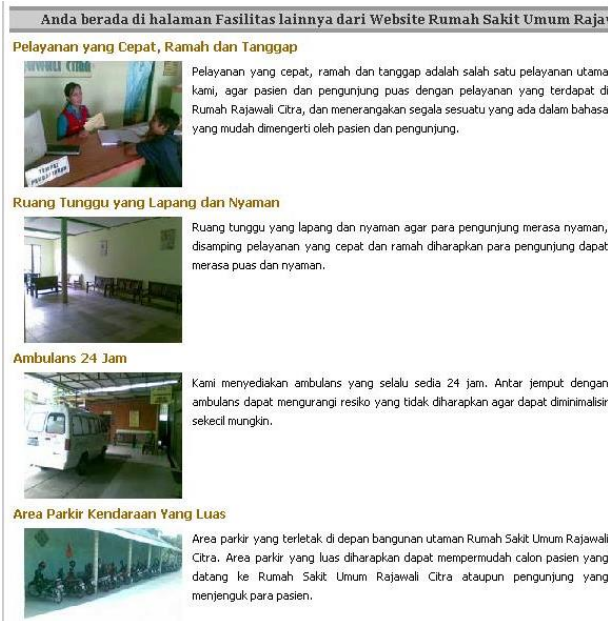 Anda berada di halaman Fasilitas lainnya dari Website Rumah Sakit Umum Rajaw
Pelayanan yang Cepat, Ramah dan Tanggap
Pelayanan yang cepat, ramah dan tanggap adalah salah satu pelayanan utama
kami, agar pasien dan pengunjung puas dengan pelayanan yang terdapat di
Rumah Rajawali Citra, dan menerangakan segala sesuatu yang ada dalam bahasa
yang mudah dimengerti oleh pasien dan pengunjung.
Ruang Tunggu yang Lapang dan Nyaman
Ruang tunggu yang lapang dan nyaman agar para pengunjung merasa nyaman,
disamping pelayanan yang cepat dan ramah diharapkan para pengunjung dapat
merasa puas dan nyaman.
Ambulans 24 Jam
Kami menyediakan ambulans yang selalu sedia 24 jam. Antar jemput dengan
ambulans dapat mengurangi resiko yang tidak diharapkan agar dapat diminimalisir
sekecil mungkin.
Area Parkir Kendaraan Yang Luas
Area parkir yang terletak di depan bangunan utaman Rumah Sakit Umum Rajawali
Citra. Area parkir yang luas diharapkan dapat mempermudah calon pasien yang
datang ke Rumah Sakit Umum Rajawali Citra ataupun pengunjung yang
menjenguk para pasien.